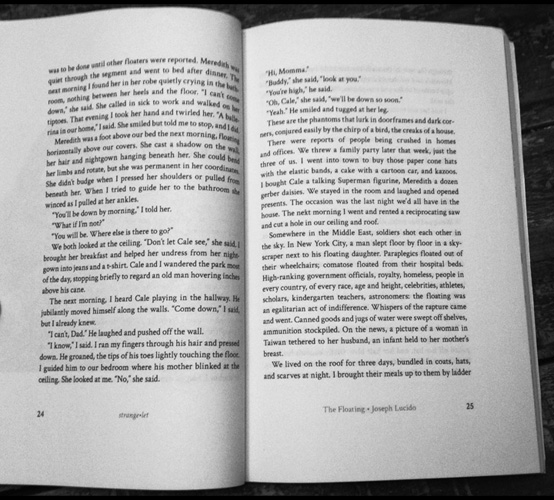 was to be done until other floaters were reported. Meredith was
quiet through the segment and went to bed after dinner. The
next morning I found her in her robe quietly crying in the bath-
room, nothing between her heels and the floor. "I can't come
down," she said. She called in sick to work and walked on her
tiptoes. That evening I took her hand and twirled her. "A balle-
rina in our home," I said. She smiled but told me to stop, and I did.
Meredith was a foot above our bed the next morning, floating
horizontally above our covers. She cast a shadow on the wall,
her hair and nightgown hanging beneath her. She could bend
her limbs and rotate, but she was permanent in her coordinates.
She didn't budge when I pressed her shoulders or pulled from
beneath her. When I tried to guide her to the bathroom she
winced as I pulled at her ankles.
"You'll be down by morning," I told her.
"What if I'm not?"
"You will be. Where else is there to go?"
We both looked at the ceiling. "Don't let Cale see," she said. I
brought her breakfast and helped her undress from her night-
gown into jeans and a t-shirt. Cale and I wandered the park most
of the day, stopping briefly to regard an old man hovering inches
above his cane.
The next morning, I heard Cale playing in the hallway. He
jubilantly moved himself along the walls. "Come down," I said,
but I already knew.
"I can't, Dad." He laughed and pushed off the wall.
"I know," I said. I ran my fingers through his hair and pressed
down. He groaned, the tips of his toes lightly touching the floor.
I guided him to our bedroom where his mother blinked at the
ceiling. She looked at me. "No," she said.
24
strange•let
"Hi, Momma."
"Buddy," she said, "look at you."
"You're high," he said.
"Oh, Cale," she said, "we'll be down so soon."
"Yeah." He smiled and tugged at her leg.
These are the phantoms that lurk in doorframes and dark cor-
ners, conjured easily by the chirp of a bird, the creaks of a house.
There were reports of people being crushed in homes
and offices. We threw a family party later that week, just the
three of us. I went into town to buy those paper cone hats
with the elastic bands, a cake with a cartoon car, and kazoos.
I bought Cale a talking Superman figurine, Meredith a dozen
gerber daisies. We stayed in the room and laughed and opened
presents. The occasion was the last night we'd all have in the
house. The next morning I went and rented a reciprocating saw
and cut a hole in our ceiling and roof.
Somewhere in the Middle East, soldiers shot each other in
the sky. In New York City, a man slept floor by floor in a sky-
scraper next to his floating daughter. Paraplegics floated out of
their wheelchairs; comatose floated from their hospital beds.
High-ranking government officials, royalty, homeless, people in
every country, of every race, age and height, celebrities, athletes,
scholars, kindergarten teachers, astronomers: the floating was
an egalitarian act of indifference. Whispers of the rapture came
and went. Canned goods and jugs of water were swept off shelves,
ammunition stockpiled. On the news, a picture of a woman in
Taiwan tethered to her husband, an infant held to her mother's
breast.
We lived on the roof for three days, bundled in coats, hats,
and scarves at night. I brought their meals up to them by ladder
The Floating • Joseph Lucido
25